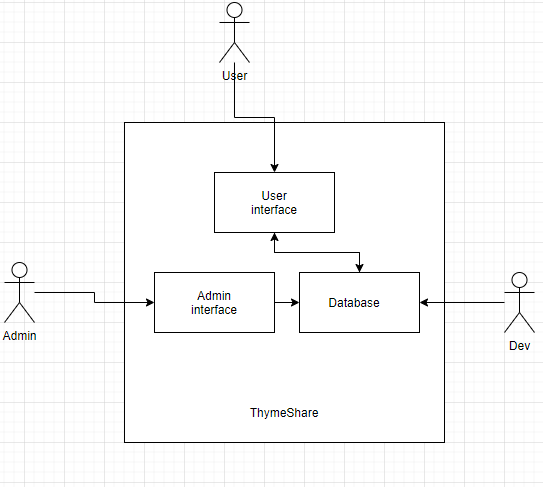 User
User
interface
Admin
interface
Database
Admin
Dev
ThymeShare